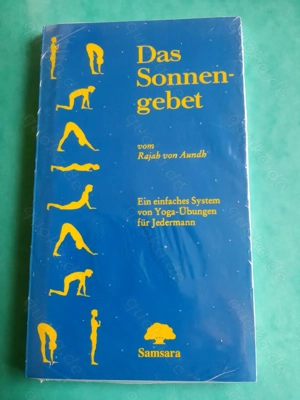 Das
Sonnen-
gebet
vom
Rajah von Aundh
Ein einfaches System
von Yoga-Übungen
für Jedermann
Samsara